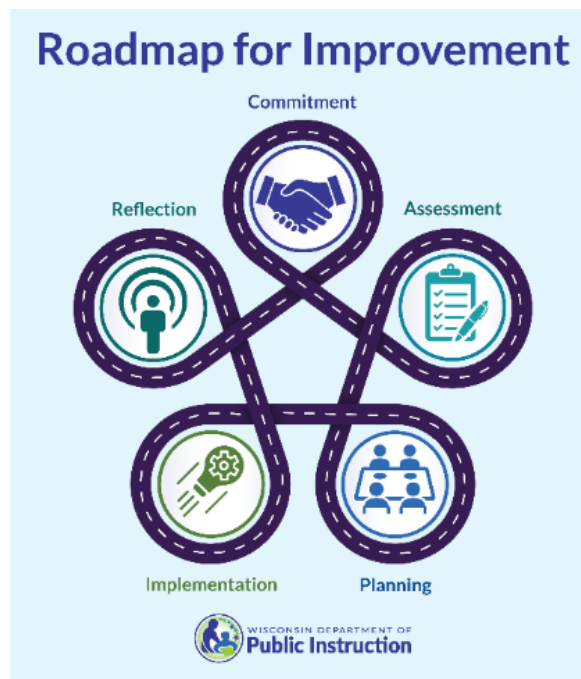 Roadmap for Improvement
Commitment
Reflection
Assessment
Implementation
Planning
WISCONSIN DEPARTMENT OF
Public Instruction